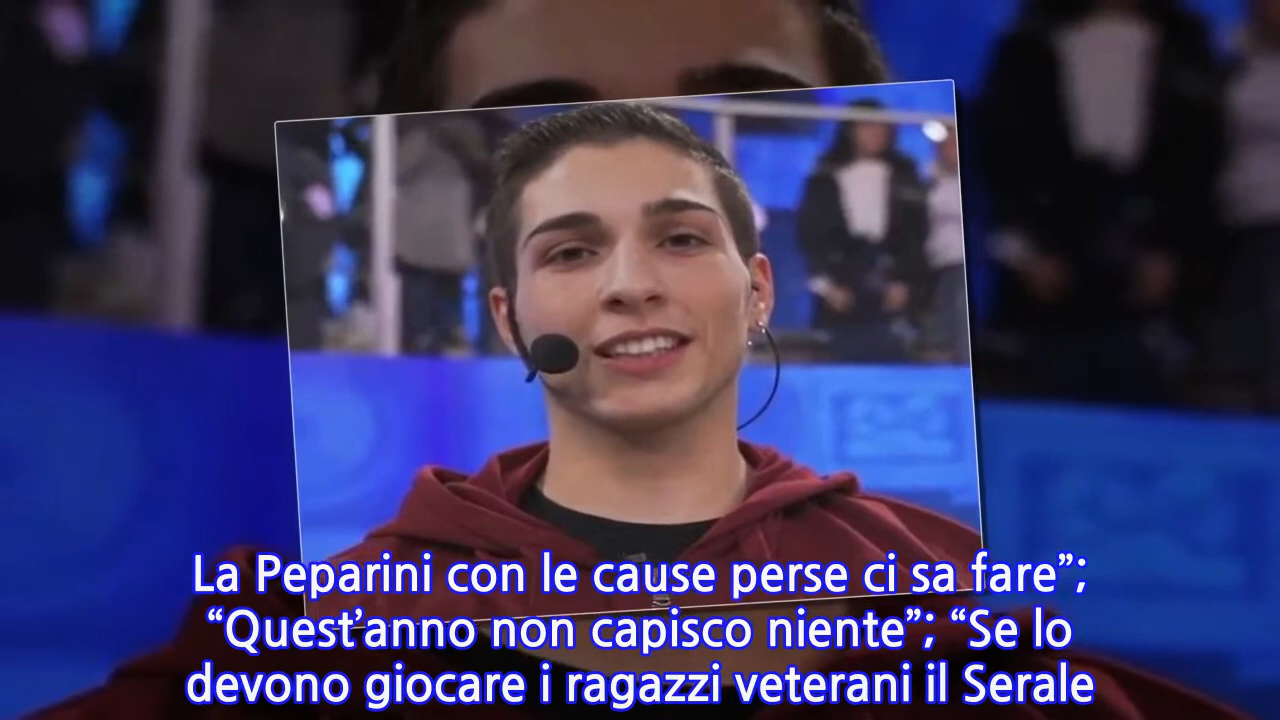 La Peparini con le cause perse ci sa fare”;
“Quest’anno non capisco niente”; “Se lo
devono giocare i ragazzi veterani il Serale